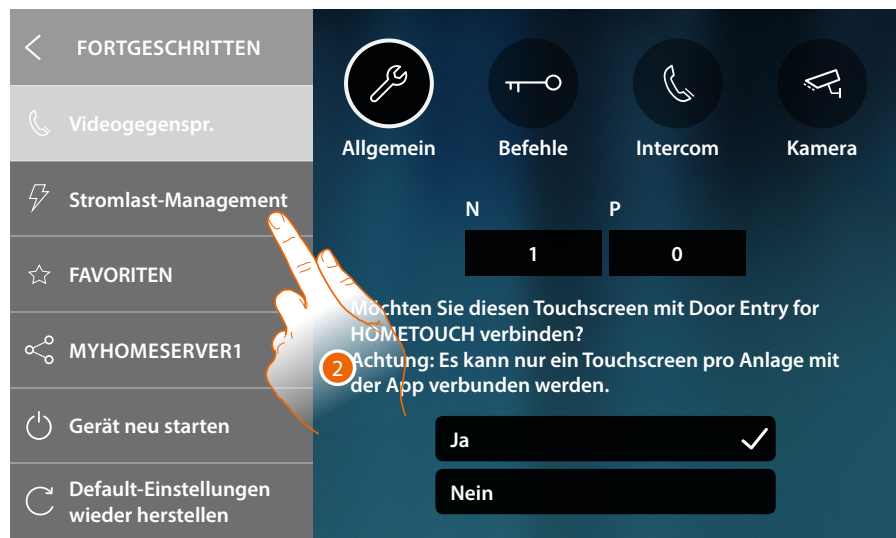 FORTGESCHRITTEN
Videogegenspr.
Stromlast-Management
FAVORITEN
MYHOMESERVER1
Gerät neu starten
Default-Einstellungen
wieder herstellen
Allgemein
Befehle
Intercom
Kamera
N
P
1
0
Möchten Sie diesen Touchscreen mit Door Entry for
HOMETOUCH verbinden?
Achtung: Es kann nur ein Touchscreen pro Anlage mit
der App verbunden werden.
2
Ja
Nein